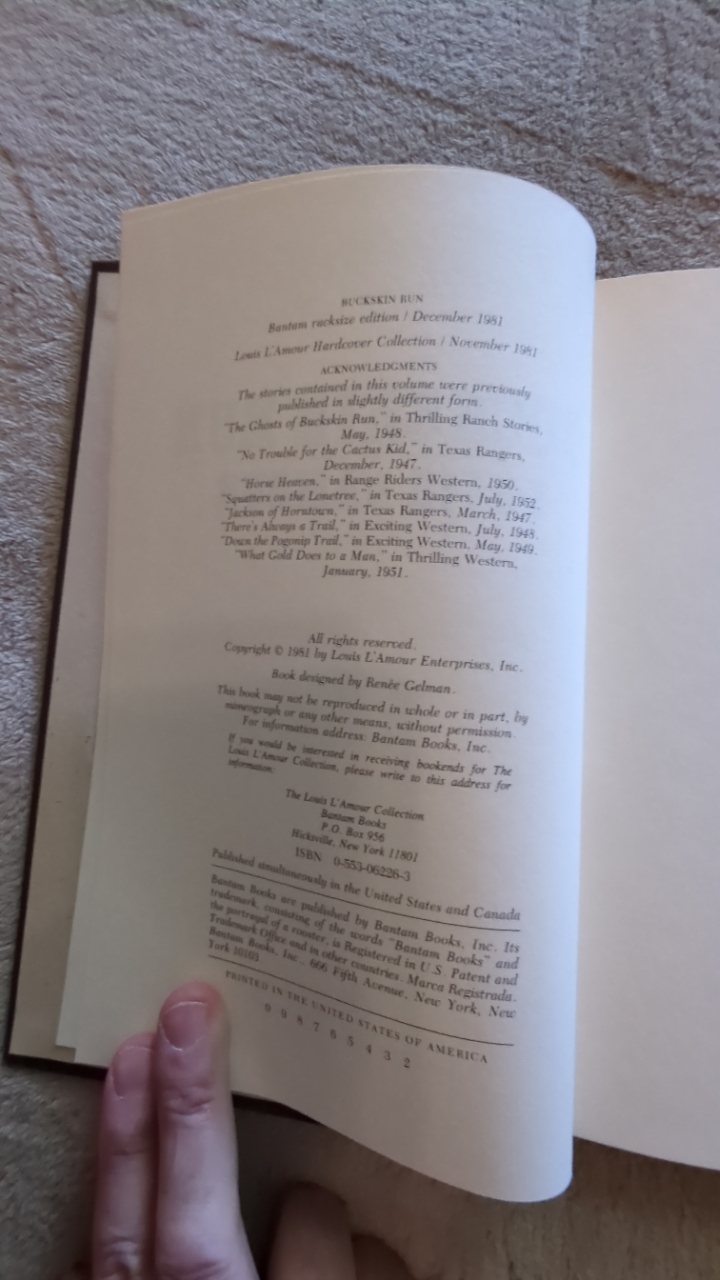 BUCKSKIN RUN
Bantam racksize edition / December 1981
Louis L'Amour Hardcover Collection / November 1981
ACKNOWLEDGMENTS
The stories contained in this volume were previously
published in slightly different form.
"The Ghosts of Buckskin Run," in Thrilling Ranch Stories,
May, 1948.
"No Trouble for the Cactus Kid," in Texas Rangers,
December, 1947.
"Horse Heaven," in Range Riders Western, 1950.
"Squatters on the Lonetree," in Texas Rangers, July, 1952.
"Jackson of Horntown," in Texas Rangers, March, 1947.
"There's Always a Trail," in Exciting Western, July, 1948.
"Down the Pogonip Trail," in Exciting Western, May, 1949.
"What Gold Does to a Man," in Thrilling Western,
January, 1951.
All rights reserved.
Copyright © 1981 by Louis L'Amour Enterprises, Inc.
Book designed by Renée Gelman.
This book may not be reproduced in whole or in part, by
mimeograph or any other means, without permission.
For information address: Bantam Books, Inc.
If you would be interested in receiving bookends for The
Louis L'Amour Collection, please write to this address for
information:
The Louis L'Amour Collection
Bantam Books
P.O. Box 956
Hicksville, New York 11801
ISBN 0-553-06226-3
Published simultaneously in the United States and Canada
Bantam Books are published by Bantam Books, Inc. Its
trademark, consisting of the words "Bantam Books" and
the portrayal of a rooster, is Registered in U.S. Patent and
Trademark Office and in other countries. Marca Registrada.
Bantam Books, Inc., 666 Fifth Avenue, New York, New
York 10103
PRINTED IN THE UNITED STATES OF AMERICA
0 9 8 7 6 5 4 3 2